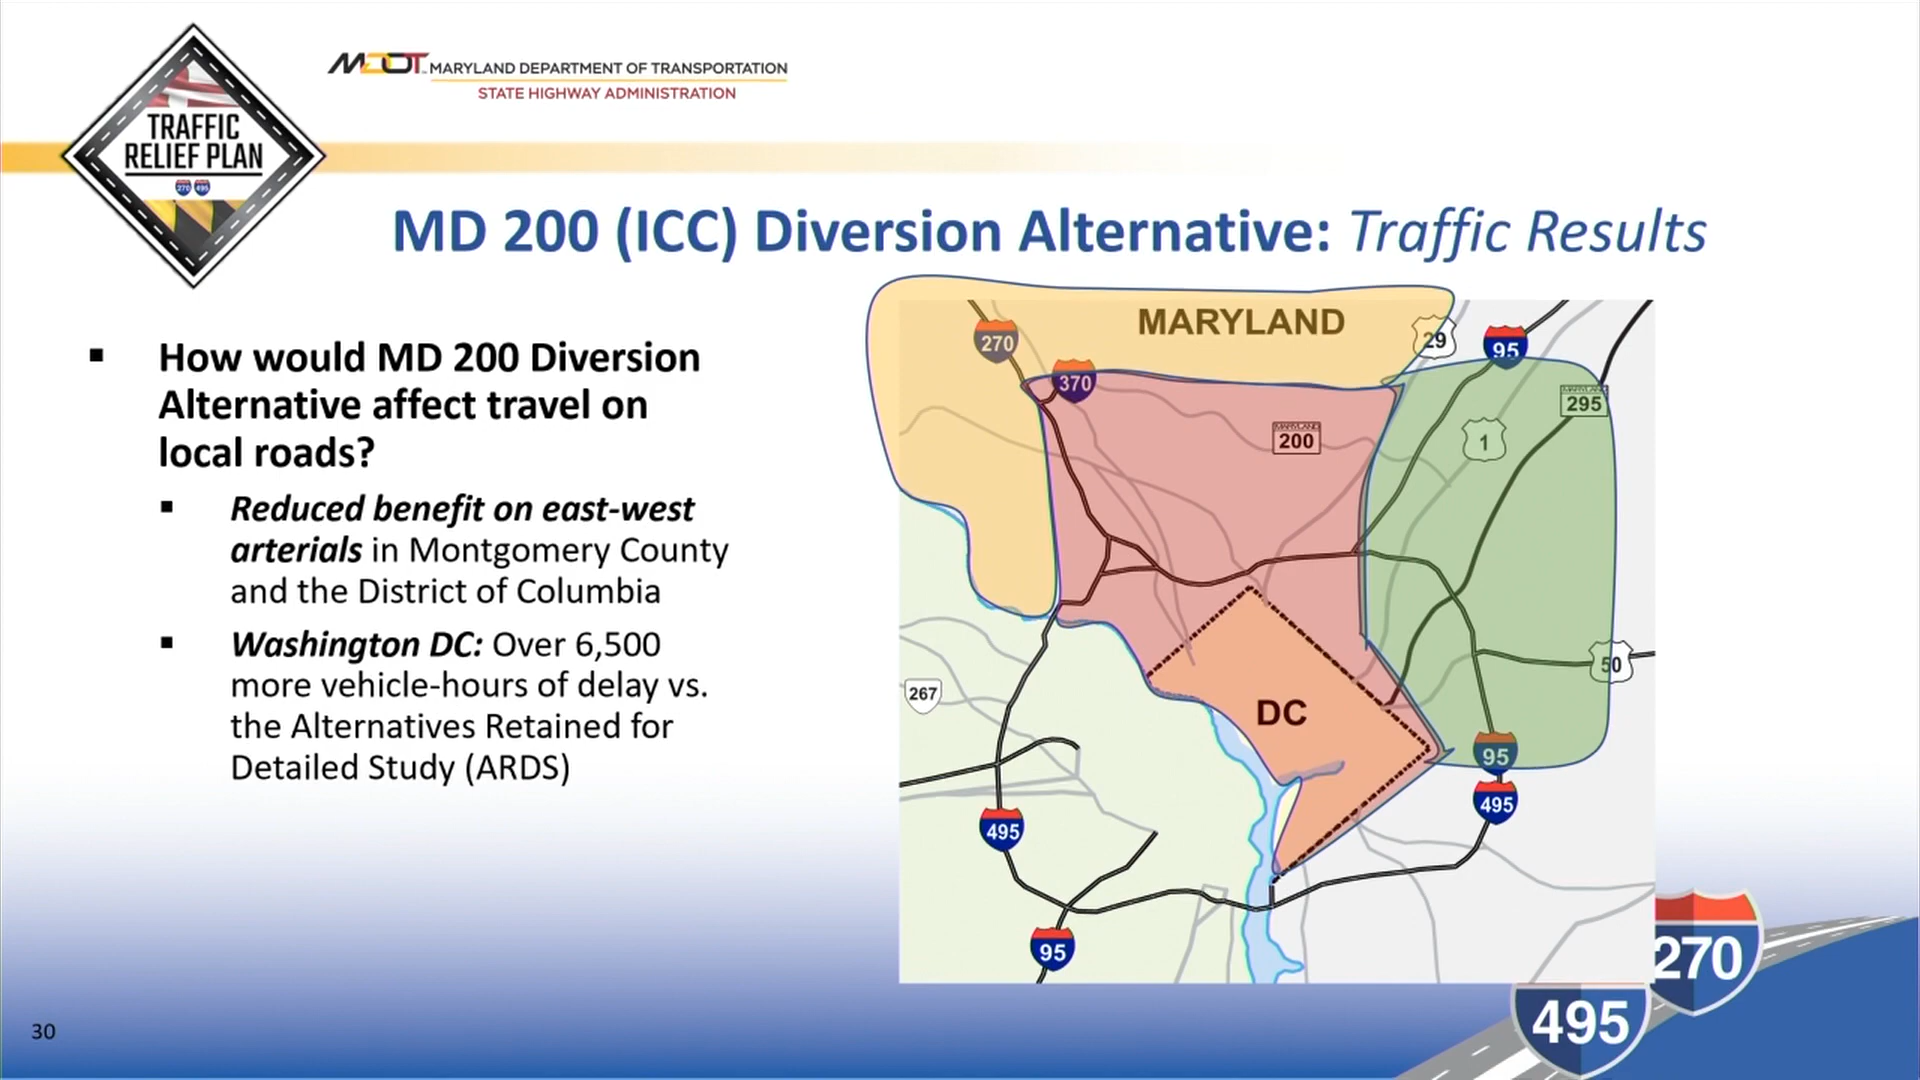 MDOT MARYLAND DEPARTMENT OF TRANSPORTATION
STATE HIGHWAY ADMINISTRATION
TRAFFIC
RELIEF PLAN
270 495
MD 200 (ICC) Diversion Alternative: Traffic Results
How would MD 200 Diversion
Alternative affect travel on
local roads?
Reduced benefit on east-west
arterials in Montgomery County
and the District of Columbia
Washington DC: Over 6,500
more vehicle-hours of delay vs.
the Alternatives Retained for
Detailed Study (ARDS)
MARYLAND
270
29
95
370
MARYLAND
295
MARYLAND
200
1
50
267
DC
95
495
495
95
270
495
30